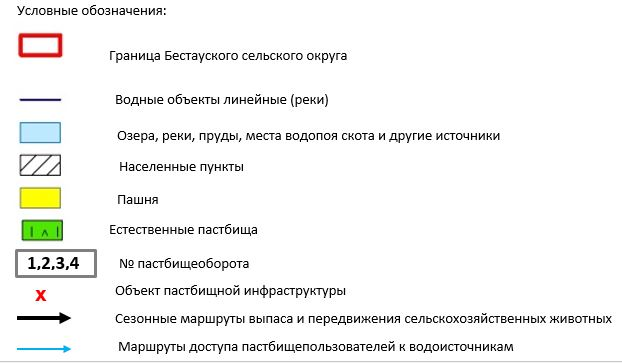 Условные обозначения:
Граница Бестауского сельского округа
Водные объекты линейные (реки)
Озера, реки, пруды, места водопоя скота и другие источники
Населенные пункты
Пашня
Естественные пастбища
1,2,3,4 № пастбищеоборота
х Объект пастбищной инфраструктуры
Сезонные маршруты выпаса и передвижения сельскохозяйственных животных
Маршруты доступа пастбищепользователей к водоисточникам